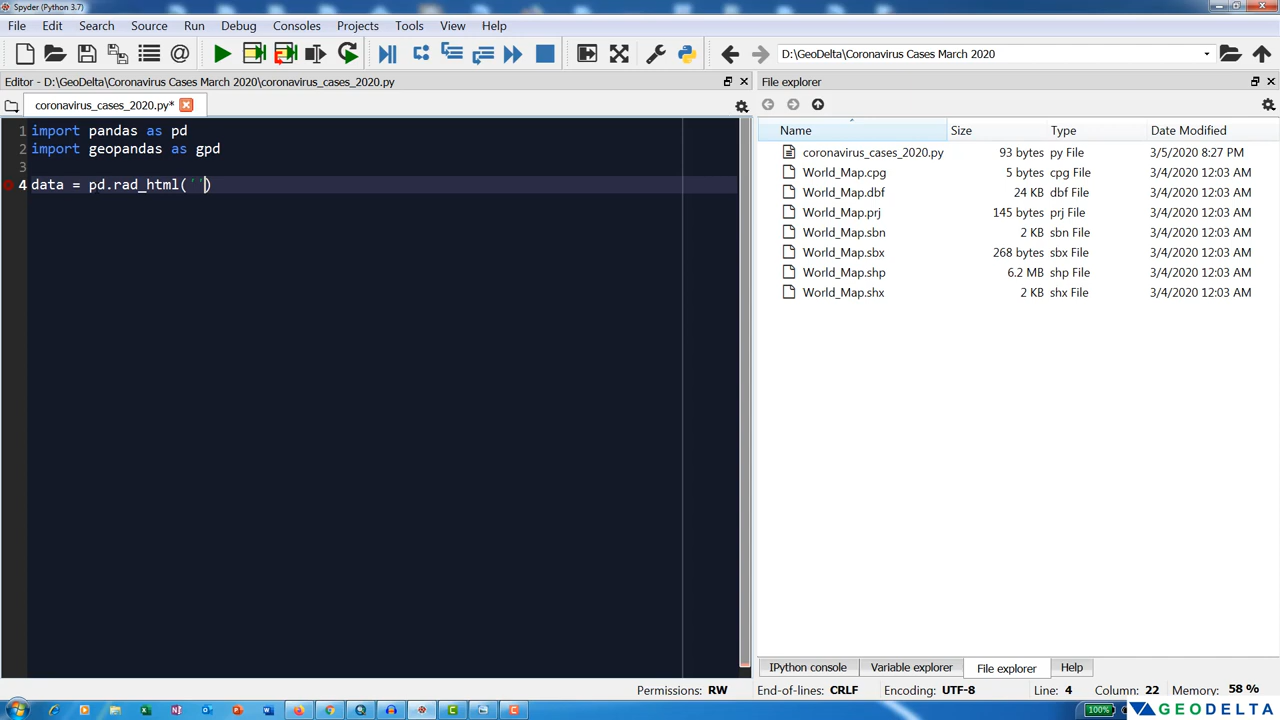 Spyder (Python 3.7)
File Edit Search Source Run Debug Consoles Projects Tools View Help
D:\GeoDelta\Coronavirus Cases March 2020
Editor - D:\GeoDelta\Coronavirus Cases March 2020\coronavirus_cases_2020.py
File explorer
coronavirus_cases_2020.py*
1 import pandas as pd
2 import geopandas as gpd
3
4 data = pd.rad_html('')
Name Size Type Date Modified
coronavirus_cases_2020.py 93 bytes py File 3/5/2020 8:27 PM
World_Map.cpg 5 bytes cpg File 3/4/2020 12:03 AM
World_Map.dbf 24 KB dbf File 3/4/2020 12:03 AM
World_Map.prj 145 bytes prj File 3/4/2020 12:03 AM
World_Map.sbn 2 KB sbn File 3/4/2020 12:03 AM
World_Map.sbx 268 bytes sbx File 3/4/2020 12:03 AM
World_Map.shp 6.2 MB shp File 3/4/2020 12:03 AM
World_Map.shx 2 KB shx File 3/4/2020 12:03 AM
IPython console Variable explorer File explorer Help
Permissions: RW End-of-lines: CRLF Encoding: UTF-8 Line: 4 Column: 22 Memory: 58 %
100%
GEODELTA